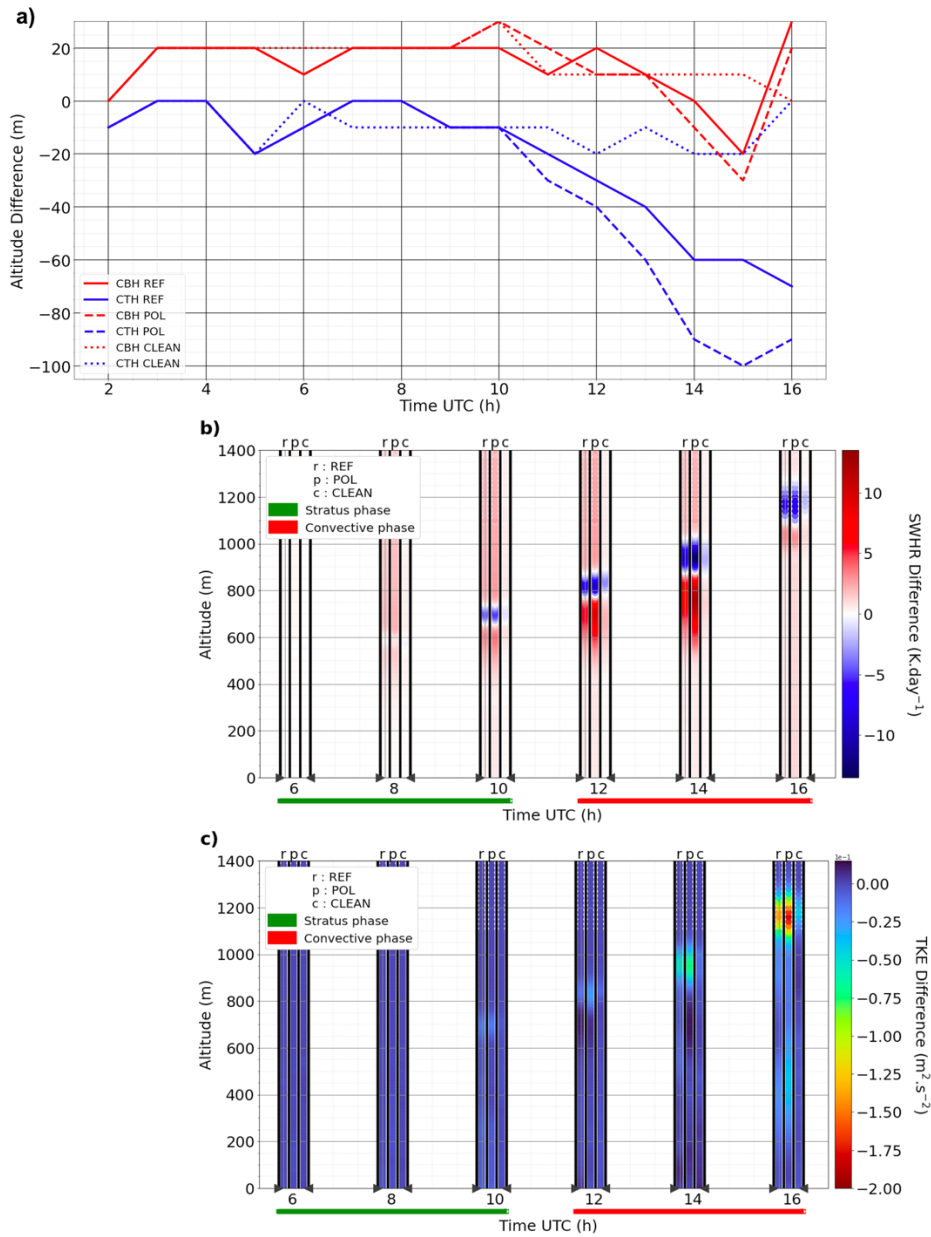 a)
20
0
−20
−40
−60
−80
−100
Altitude Difference (m)
CBH REF
CTH REF
CBH POL
CTH POL
CBH CLEAN
CTH CLEAN
2 4 6 8 10 12 14 16
Time UTC (h)
b)
r p c r p c r p c r p c r p c r p c
1400
1200
1000
800
600
400
200
0
Altitude (m)
r : REF
p : POL
c : CLEAN
Stratus phase
Convective phase
6 8 10 12 14 16
Time UTC (h)
10
5
0
−5
−10
SWHR Difference (K.day⁻¹)
c)
r p c r p c r p c r p c r p c r p c
1400
1200
1000
800
600
400
200
0
Altitude (m)
r : REF
p : POL
c : CLEAN
Stratus phase
Convective phase
6 8 10 12 14 16
Time UTC (h)
1e−1
0.00
−0.25
−0.50
−0.75
−1.00
−1.25
−1.50
−1.75
−2.00
TKE Difference (m².s⁻²)